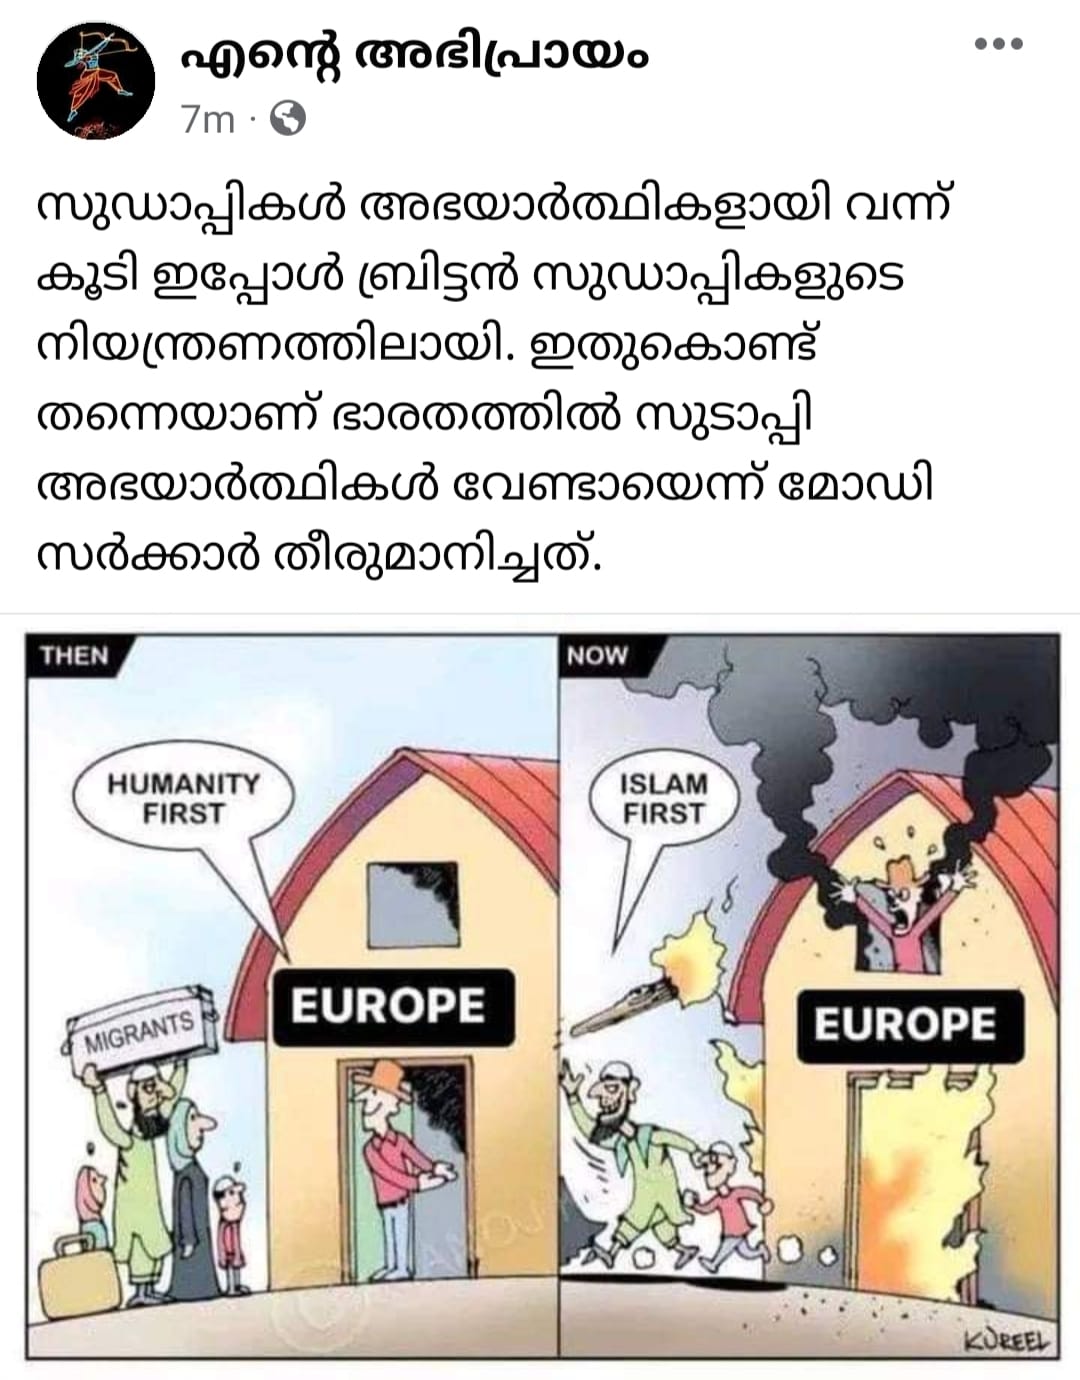 എന്റെ അഭിപ്രായം
7m ·
സുഡാപ്പികൾ അഭയാർത്ഥികളായി വന്ന്
കൂടി ഇപ്പോൾ ബ്രിട്ടൻ സുഡാപ്പികളുടെ
നിയന്ത്രണത്തിലായി. ഇതുകൊണ്ട്
തന്നെയാണ് ഭാരതത്തിൽ സുടാപ്പി
അഭയാർത്ഥികൾ വേണ്ടായെന്ന് മോഡി
സർക്കാർ തീരുമാനിച്ചത്.
THEN
HUMANITY
FIRST
MIGRANTS
EUROPE
NOW
ISLAM
FIRST
EUROPE
KUREEL